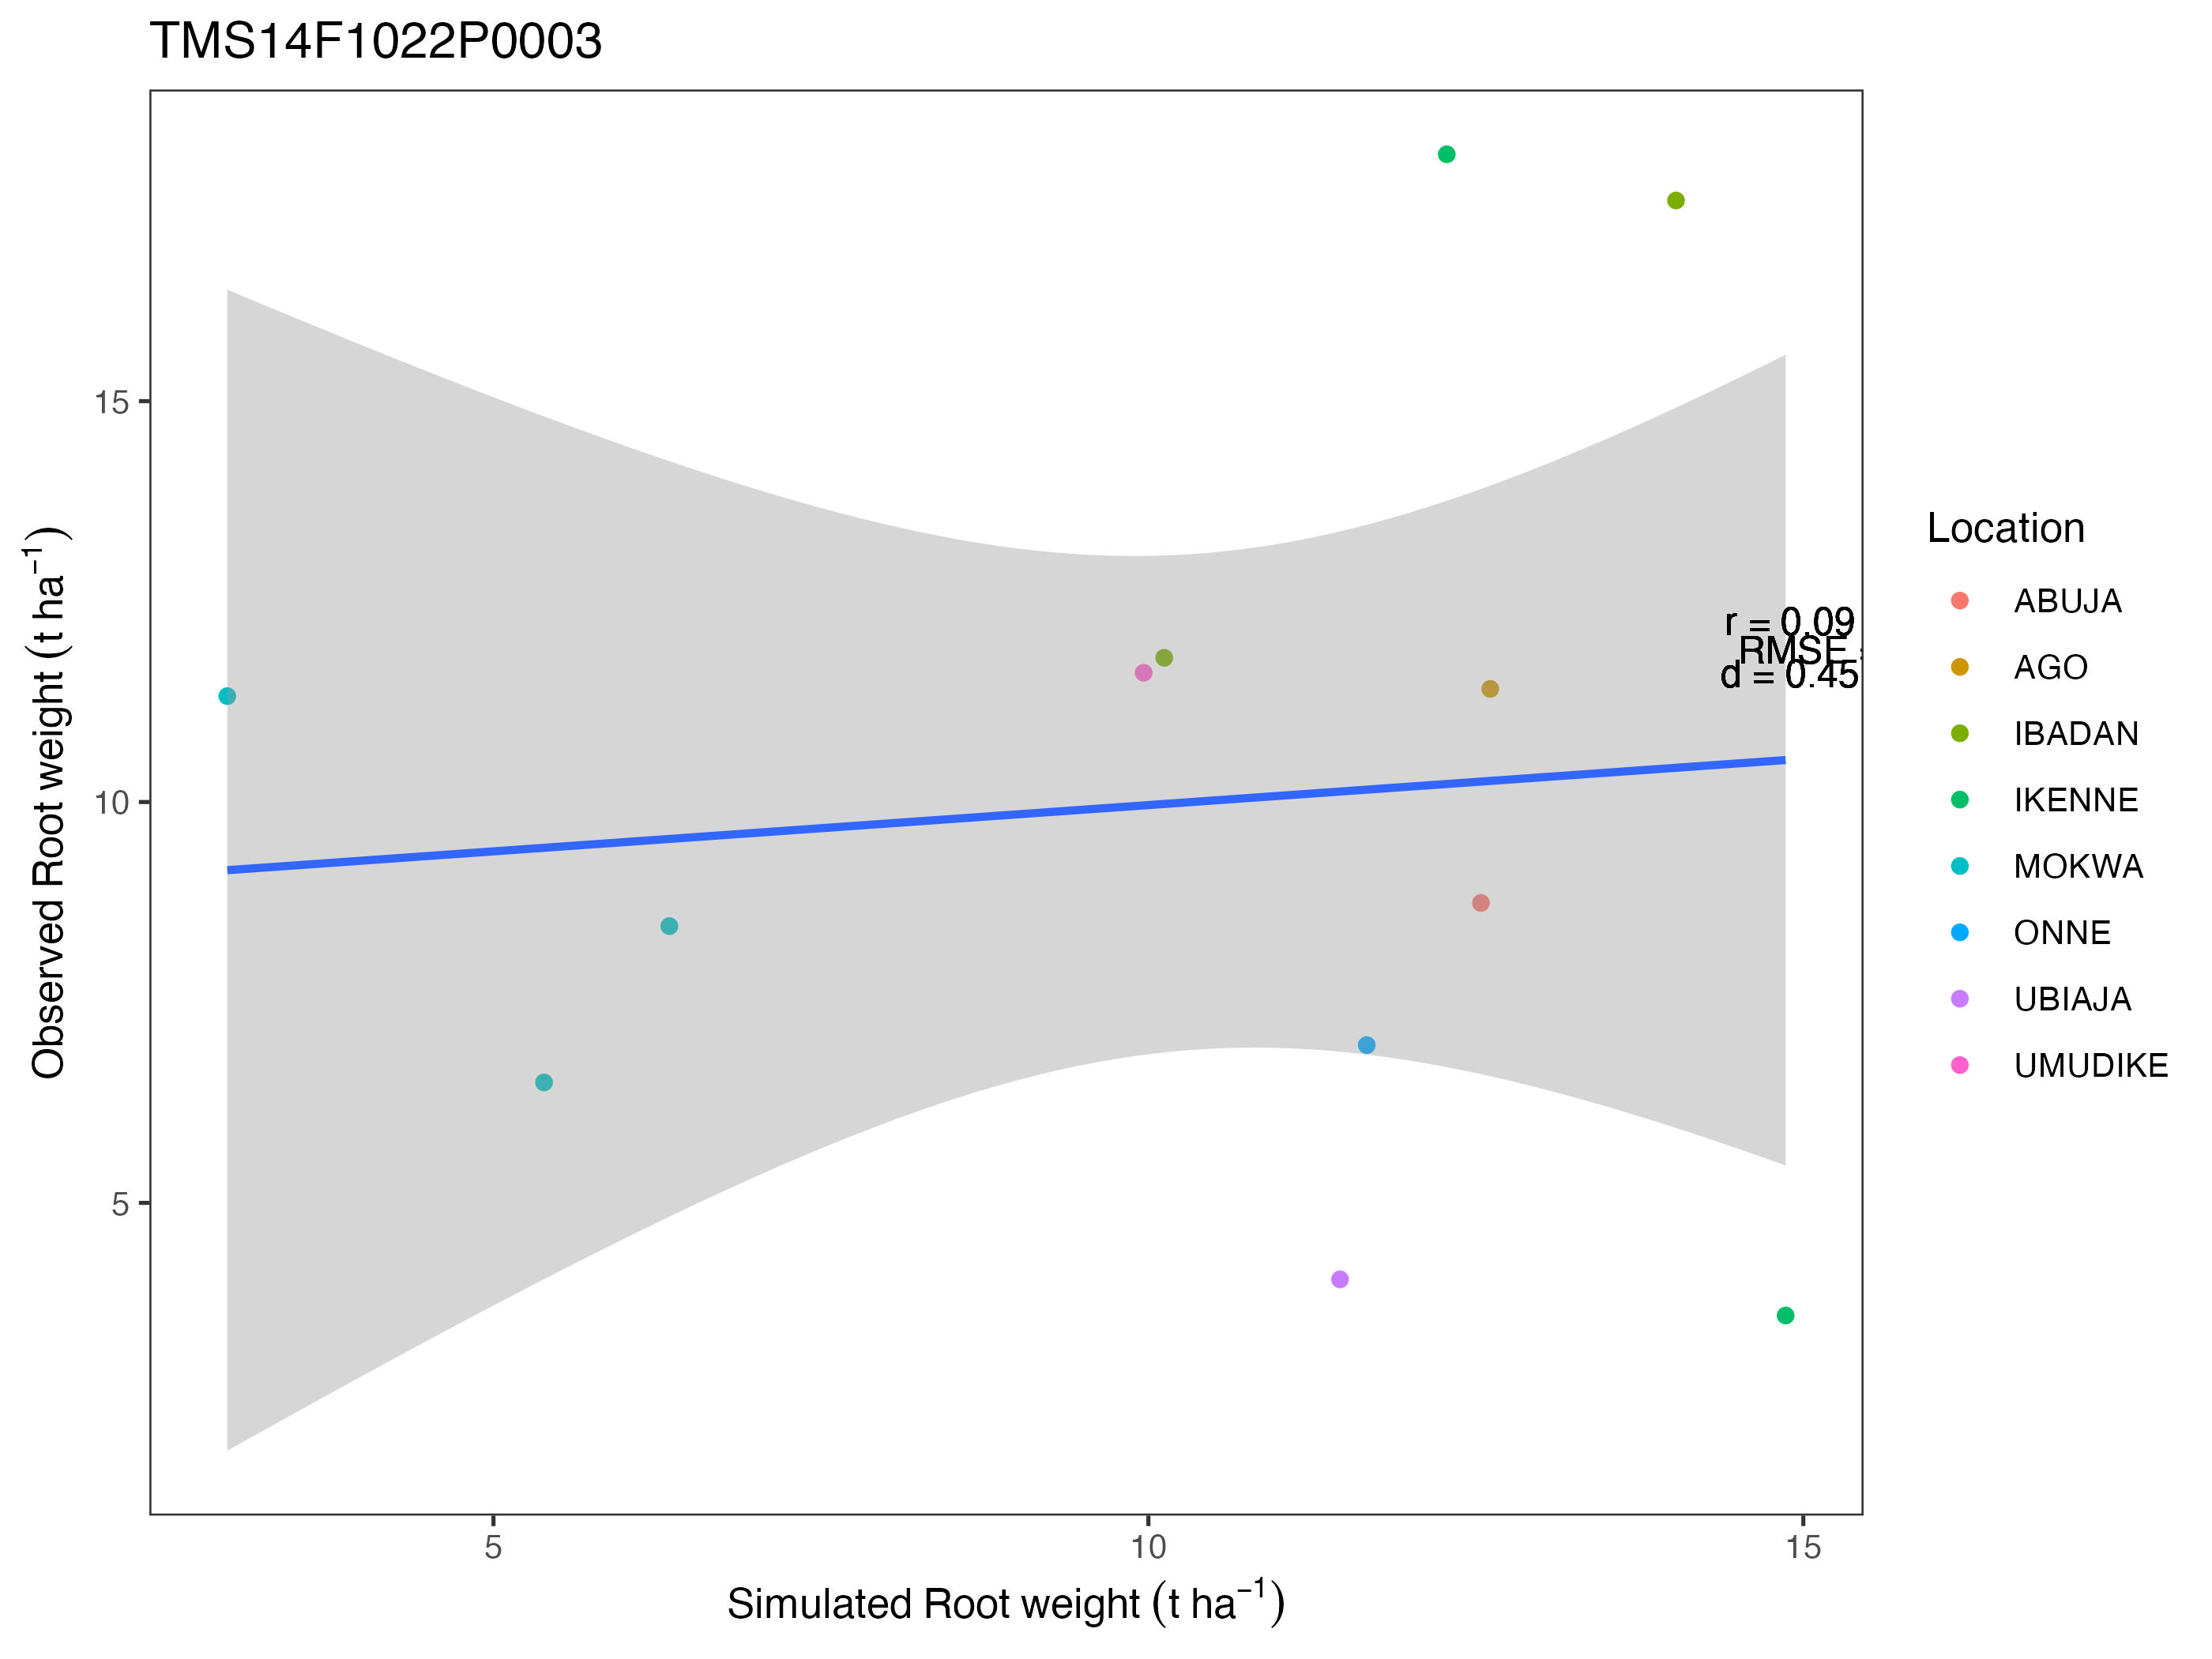 TMS14F1022P0003
Observed Root weight (t ha⁻¹)
15
10
5
r = 0.09
RMSE
d = 0.45
5
10
15
Simulated Root weight (t ha⁻¹)
Location
ABUJA
AGO
IBADAN
IKENNE
MOKWA
ONNE
UBIAJA
UMUDIKE